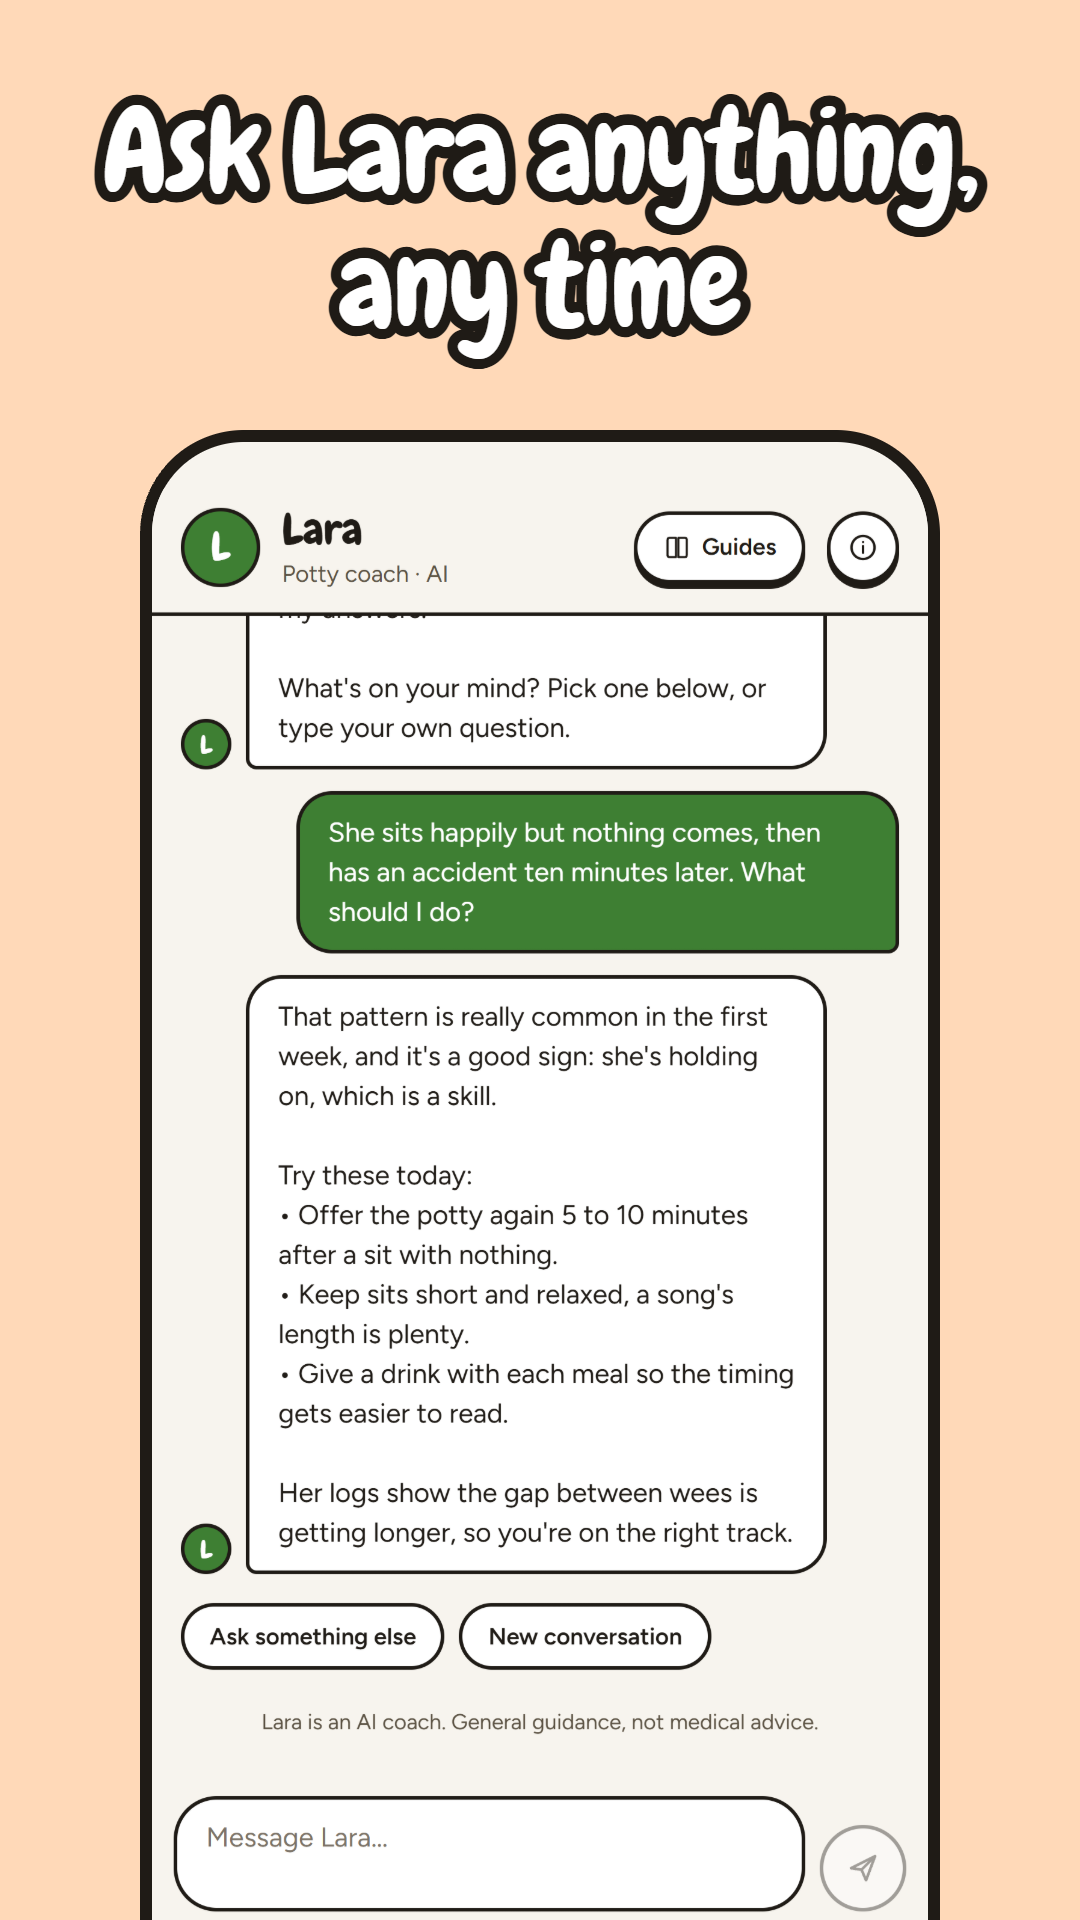 Ask Lara anything,
any time
L
Lara
Potty coach · AI
Guides
my answers.
What's on your mind? Pick one below, or
type your own question.
L
She sits happily but nothing comes, then
has an accident ten minutes later. What
should I do?
That pattern is really common in the first
week, and it's a good sign: she's holding
on, which is a skill.
Try these today:
• Offer the potty again 5 to 10 minutes
after a sit with nothing.
• Keep sits short and relaxed, a song's
length is plenty.
• Give a drink with each meal so the timing
gets easier to read.
Her logs show the gap between wees is
getting longer, so you're on the right track.
L
Ask something else
New conversation
Lara is an AI coach. General guidance, not medical advice.
Message Lara...